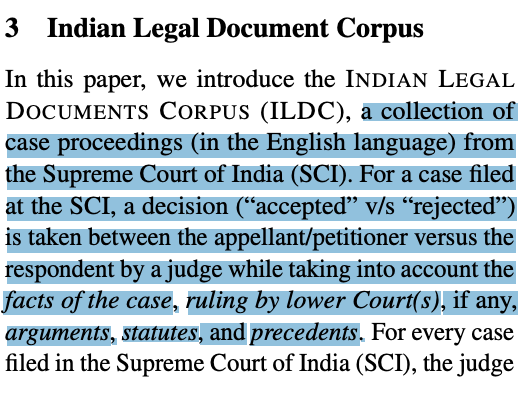 3 Indian Legal Document Corpus
In this paper, we introduce the INDIAN LEGAL
DOCUMENTS CORPUS (ILDC), a collection of
case proceedings (in the English language) from
the Supreme Court of India (SCI). For a case filed
at the SCI, a decision (“accepted” v/s “rejected”)
is taken between the appellant/petitioner versus the
respondent by a judge while taking into account the
facts of the case, ruling by lower Court(s), if any,
arguments, statutes, and precedents. For every case
filed in the Supreme Court of India (SCI), the judge